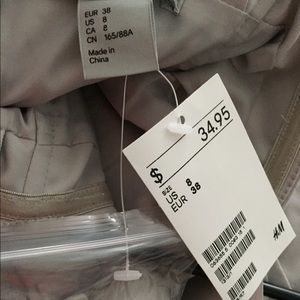 EUR 38
US 8
CA 8
CN 165/88A
Made in
China
$ 34.95
SIZE
US 8
EUR 38
H&M